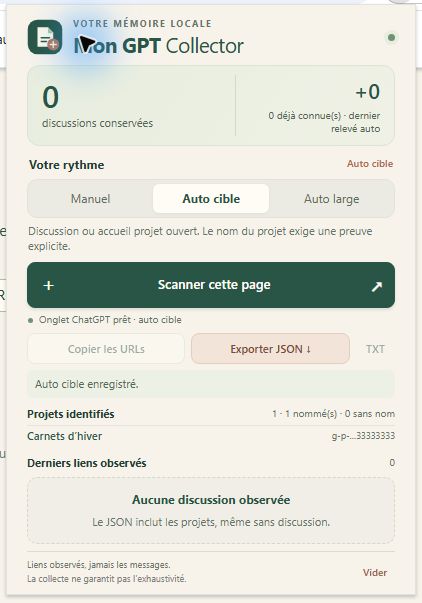 VOTRE MÉMOIRE LOCALE
Mon GPT Collector
0
discussions conservées
+0
0 déjà connue(s) · dernier
relevé auto
Votre rythme
Auto cible
Manuel
Auto cible
Auto large
Discussion ou accueil projet ouvert. Le nom du projet exige une preuve
explicite.
+ Scanner cette page ↗
Onglet ChatGPT prêt · auto cible
Copier les URLs
Exporter JSON ↓
TXT
Auto cible enregistré.
Projets identifiés
1 · 1 nommé(s) · 0 sans nom
Carnets d'hiver
g-p-...33333333
Derniers liens observés
0
Aucune discussion observée
Le JSON inclut les projets, même sans discussion.
Liens observés, jamais les messages.
La collecte ne garantit pas l'exhaustivité.
Vider